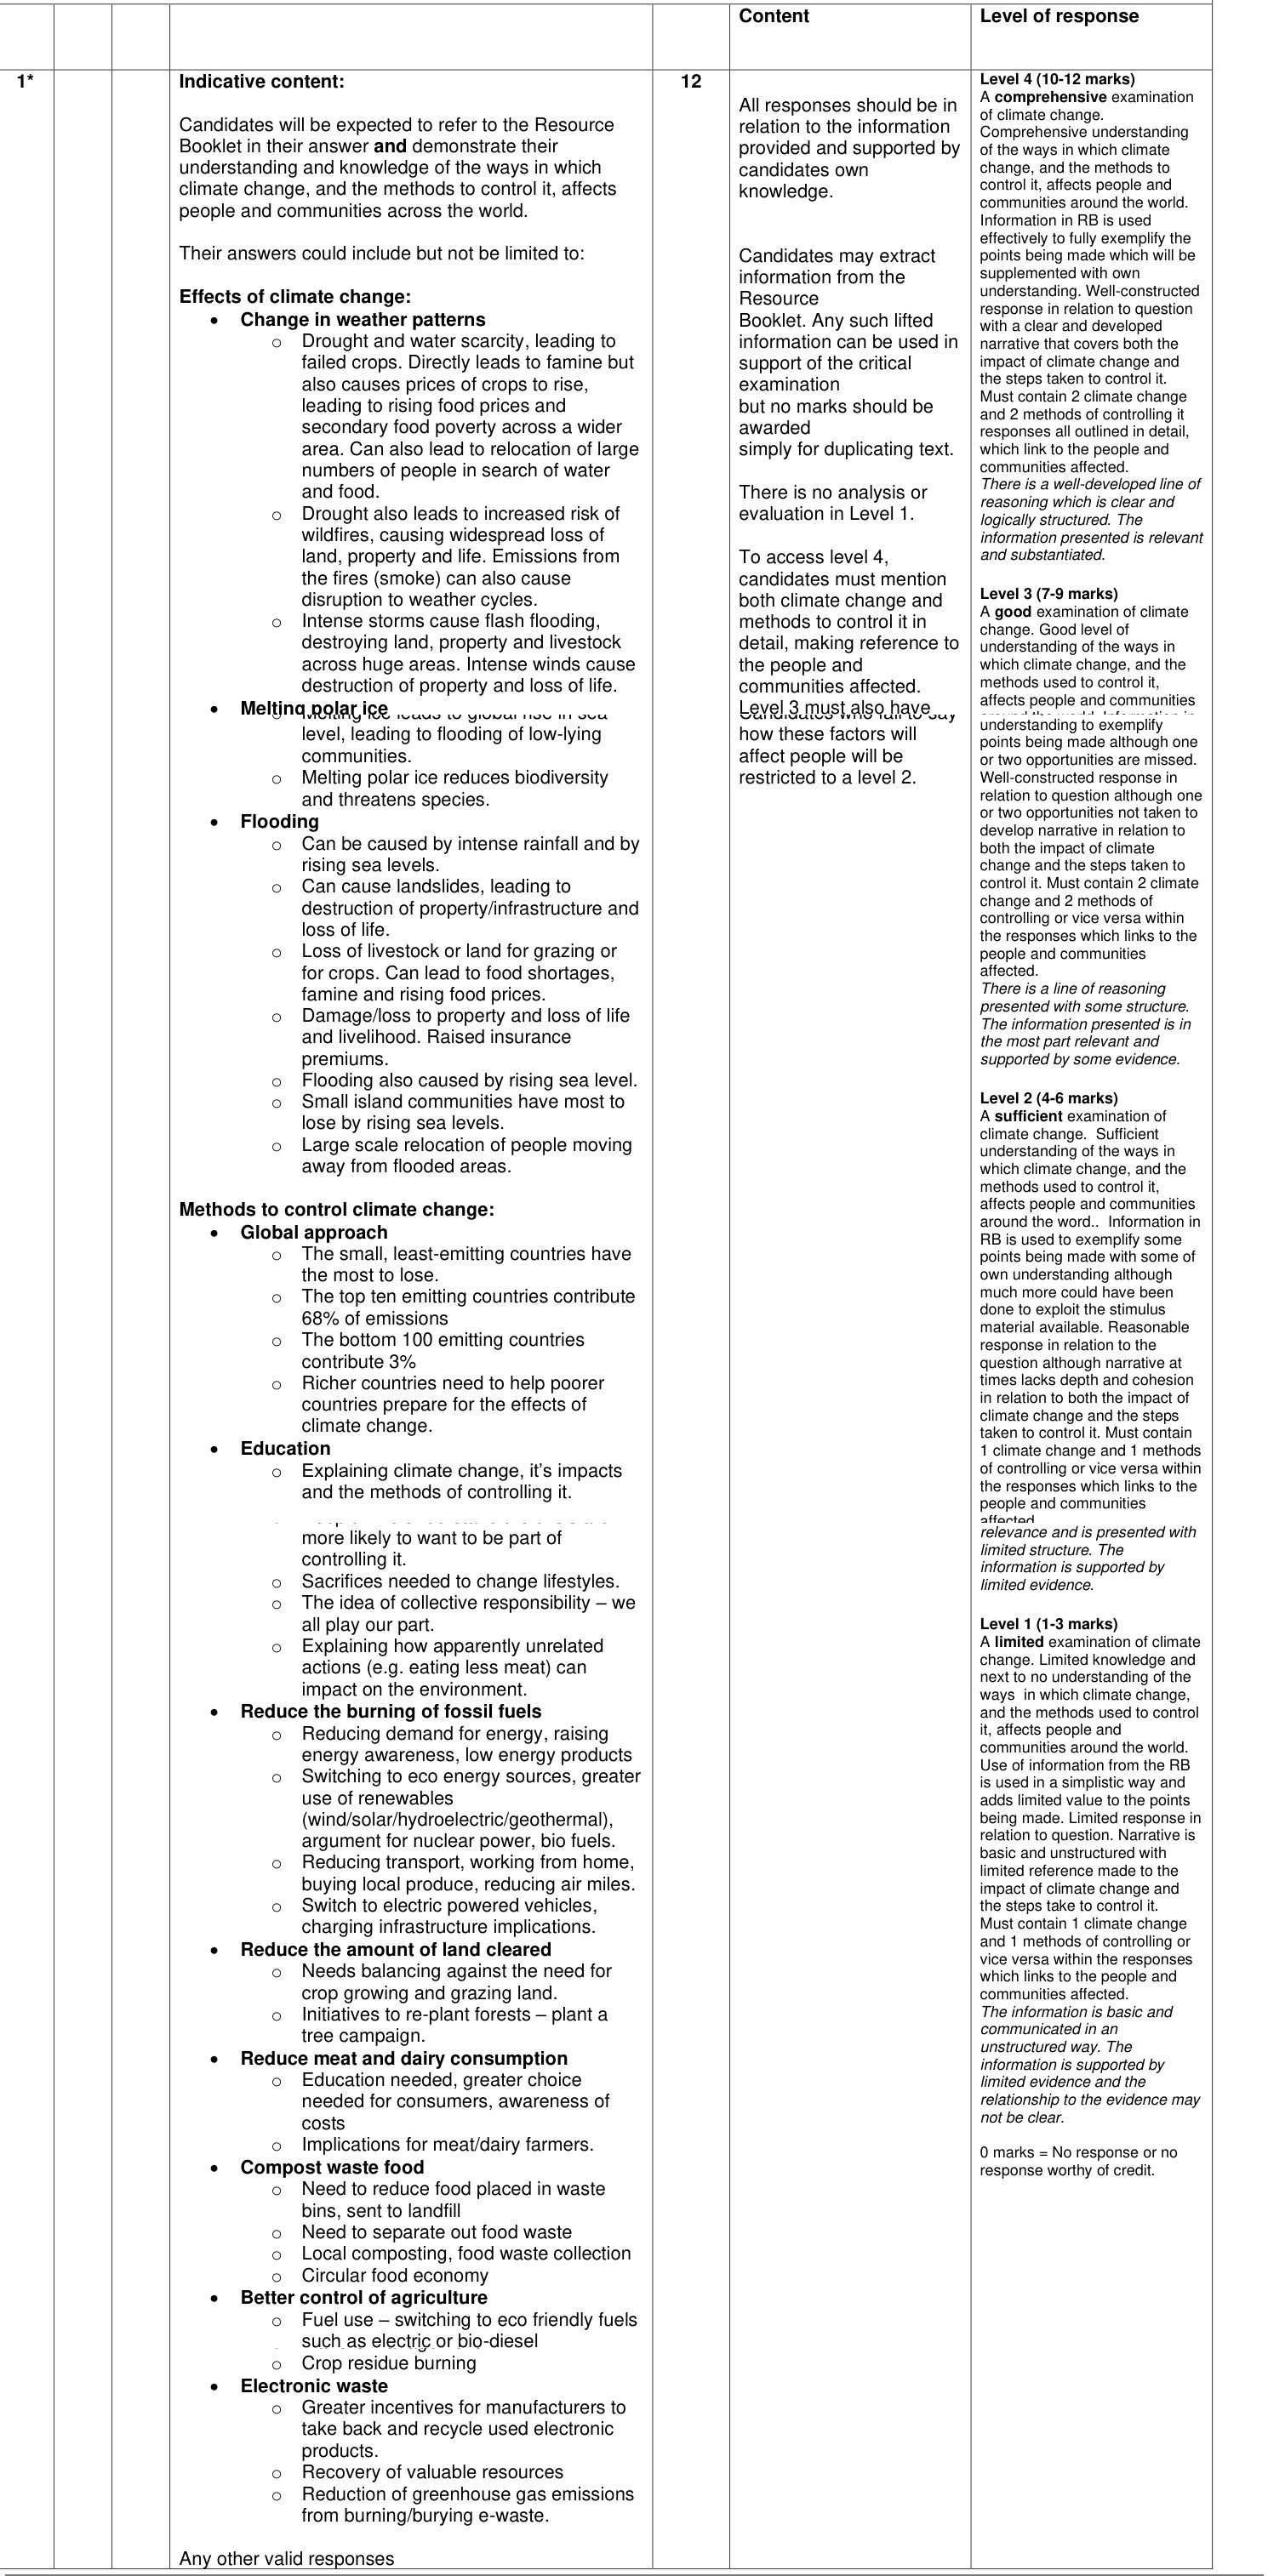 Content
Level of response
1*
Indicative content:
Candidates will be expected to refer to the Resource
Booklet in their answer and demonstrate their
understanding and knowledge of the ways in which
climate change, and the methods to control it, affects
people and communities across the world.
Their answers could include but not be limited to:
Effects of climate change:
• Change in weather patterns
o Drought and water scarcity, leading to
failed crops. Directly leads to famine but
also causes prices of crops to rise,
leading to rising food prices and
secondary food poverty across a wider
area. Can also lead to relocation of large
numbers of people in search of water
and food.
o Drought also leads to increased risk of
wildfires, causing widespread loss of
land, property and life. Emissions from
the fires (smoke) can also cause
disruption to weather cycles.
o Intense storms cause flash flooding,
destroying land, property and livestock
across huge areas. Intense winds cause
destruction of property and loss of life.
• Melting polar ice
o Melting ice leads to global rise in sea
level, leading to flooding of low-lying
communities.
o Melting polar ice reduces biodiversity
and threatens species.
• Flooding
o Can be caused by intense rainfall and by
rising sea levels.
o Can cause landslides, leading to
destruction of property/infrastructure and
loss of life.
o Loss of livestock or land for grazing or
for crops. Can lead to food shortages,
famine and rising food prices.
o Damage/loss to property and loss of life
and livelihood. Raised insurance
premiums.
o Flooding also caused by rising sea level.
o Small island communities have most to
lose by rising sea levels.
o Large scale relocation of people moving
away from flooded areas.
Methods to control climate change:
• Global approach
o The small, least-emitting countries have
the most to lose.
o The top ten emitting countries contribute
68% of emissions
o The bottom 100 emitting countries
contribute 3%
o Richer countries need to help poorer
countries prepare for the effects of
climate change.
• Education
o Explaining climate change, it’s impacts
and the methods of controlling it.
more likely to want to be part of
controlling it.
o Sacrifices needed to change lifestyles.
o The idea of collective responsibility – we
all play our part.
o Explaining how apparently unrelated
actions (e.g. eating less meat) can
impact on the environment.
• Reduce the burning of fossil fuels
o Reducing demand for energy, raising
energy awareness, low energy products
o Switching to eco energy sources, greater
use of renewables
(wind/solar/hydroelectric/geothermal),
argument for nuclear power, bio fuels.
o Reducing transport, working from home,
buying local produce, reducing air miles.
o Switch to electric powered vehicles,
charging infrastructure implications.
• Reduce the amount of land cleared
o Needs balancing against the need for
crop growing and grazing land.
o Initiatives to re-plant forests – plant a
tree campaign.
• Reduce meat and dairy consumption
o Education needed, greater choice
needed for consumers, awareness of
costs
o Implications for meat/dairy farmers.
• Compost waste food
o Need to reduce food placed in waste
bins, sent to landfill
o Need to separate out food waste
o Local composting, food waste collection
o Circular food economy
• Better control of agriculture
o Fuel use – switching to eco friendly fuels
such as electric or bio-diesel
o Crop residue burning
• Electronic waste
o Greater incentives for manufacturers to
take back and recycle used electronic
products.
o Recovery of valuable resources
o Reduction of greenhouse gas emissions
from burning/burying e-waste.
Any other valid responses
12
All responses should be in
relation to the information
provided and supported by
candidates own
knowledge.
Candidates may extract
information from the
Resource
Booklet. Any such lifted
information can be used in
support of the critical
examination
but no marks should be
awarded
simply for duplicating text.
There is no analysis or
evaluation in Level 1.
To access level 4,
candidates must mention
both climate change and
methods to control it in
detail, making reference to
the people and
communities affected.
Level 3 must also have
Candidates who fail to say
how these factors will
affect people will be
restricted to a level 2.
Level 4 (10-12 marks)
A comprehensive examination
of climate change.
Comprehensive understanding
of the ways in which climate
change, and the methods to
control it, affects people and
communities around the world.
Information in RB is used
effectively to fully exemplify the
points being made which will be
supplemented with own
understanding. Well-constructed
response in relation to question
with a clear and developed
narrative that covers both the
impact of climate change and
the steps taken to control it.
Must contain 2 climate change
and 2 methods of controlling it
responses all outlined in detail,
which link to the people and
communities affected.
There is a well-developed line of
reasoning which is clear and
logically structured. The
information presented is relevant
and substantiated.
Level 3 (7-9 marks)
A good examination of climate
change. Good level of
understanding of the ways in
which climate change, and the
methods used to control it,
affects people and communities
around the world. Information in
understanding to exemplify
points being made although one
or two opportunities are missed.
Well-constructed response in
relation to question although one
or two opportunities not taken to
develop narrative in relation to
both the impact of climate
change and the steps taken to
control it. Must contain 2 climate
change and 2 methods of
controlling or vice versa within
the responses which links to the
people and communities
affected.
There is a line of reasoning
presented with some structure.
The information presented is in
the most part relevant and
supported by some evidence.
Level 2 (4-6 marks)
A sufficient examination of
climate change.  Sufficient
understanding of the ways in
which climate change, and the
methods used to control it,
affects people and communities
around the word..  Information in
RB is used to exemplify some
points being made with some of
own understanding although
much more could have been
done to exploit the stimulus
material available. Reasonable
response in relation to the
question although narrative at
times lacks depth and cohesion
in relation to both the impact of
climate change and the steps
taken to control it. Must contain
1 climate change and 1 methods
of controlling or vice versa within
the responses which links to the
people and communities
affected
relevance and is presented with
limited structure. The
information is supported by
limited evidence.
Level 1 (1-3 marks)
A limited examination of climate
change. Limited knowledge and
next to no understanding of the
ways  in which climate change,
and the methods used to control
it, affects people and
communities around the world.
Use of information from the RB
is used in a simplistic way and
adds limited value to the points
being made. Limited response in
relation to question. Narrative is
basic and unstructured with
limited reference made to the
impact of climate change and
the steps take to control it.
Must contain 1 climate change
and 1 methods of controlling or
vice versa within the responses
which links to the people and
communities affected.
The information is basic and
communicated in an
unstructured way. The
information is supported by
limited evidence and the
relationship to the evidence may
not be clear.
0 marks = No response or no
response worthy of credit.